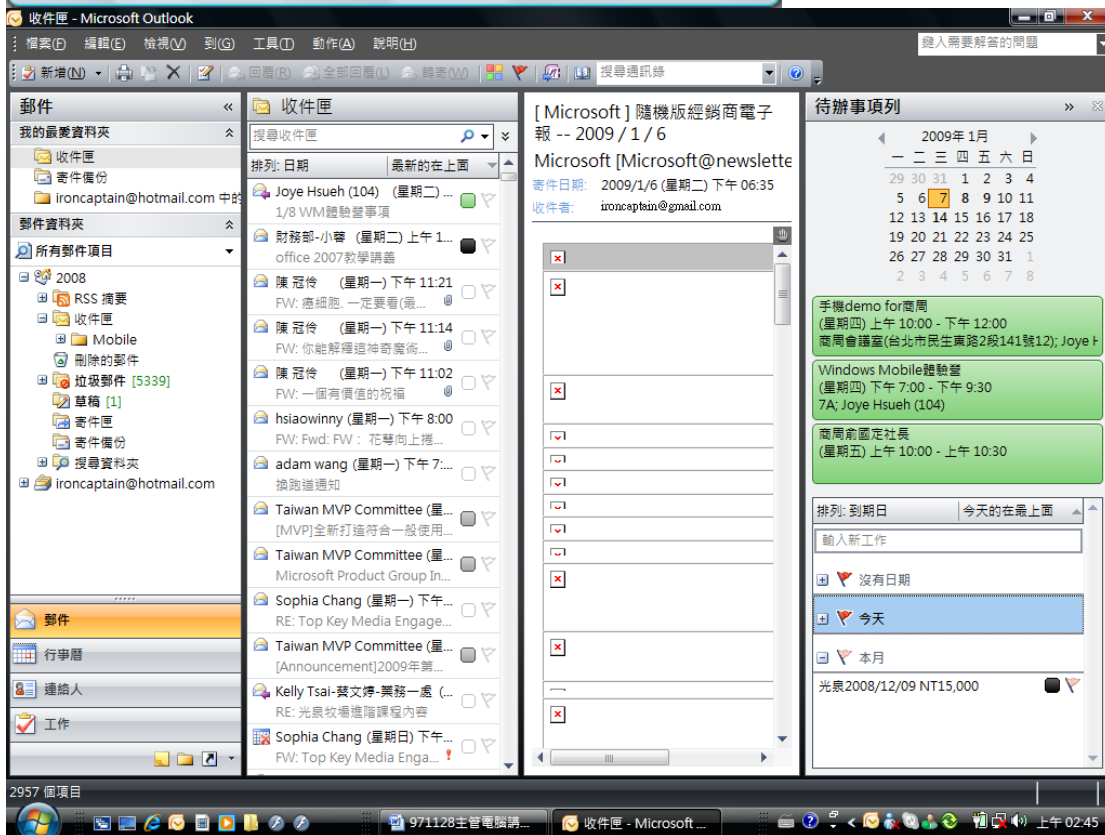 收件匣 - Microsoft Outlook
檔案(F) 編輯(E) 檢視(V) 到(G) 工具(T) 動作(A) 說明(H)
鍵入需要解答的問題
新增(N) 回覆(R) 全部回覆(L) 轉寄(W) 搜尋通訊錄
郵件 «
我的最愛資料夾
收件匣
寄件備份
ironcaptain@hotmail.com 中的
郵件資料夾
所有郵件項目
2008
RSS 摘要
收件匣
Mobile
刪除的郵件
垃圾郵件 [5339]
草稿 [1]
寄件匣
寄件備份
搜尋資料夾
ironcaptain@hotmail.com
郵件
行事曆
連絡人
工作
收件匣
搜尋收件匣
排列: 日期 最新的在上面
Joye Hsueh (104) (星期二) ...
1/8 WM體驗營事項
財務部-小蓉 (星期二) 上午 1...
office 2007教學講義
陳 冠伶 (星期一) 下午 11:21
FW: 癌細胞. 一定要看(最...
陳 冠伶 (星期一) 下午 11:14
FW: 你能解釋這神奇魔術...
陳 冠伶 (星期一) 下午 11:02
FW: 一個有價值的祝福
hsiaowinny (星期一) 下午 8:00
FW: Fwd: FW： 花彎向上捲...
adam wang (星期一) 下午 7:...
換跑道通知
Taiwan MVP Committee (星...
[MVP]全新打造符合一般使用...
Taiwan MVP Committee (星...
Microsoft Product Group In...
Sophia Chang (星期一) 下午...
RE: Top Key Media Engage...
Taiwan MVP Committee (星...
[Announcement]2009年第...
Kelly Tsai-蔡文婷-業務一處 (...
RE: 光泉牧場進階課程內容
Sophia Chang (星期日) 下午...
FW: Top Key Media Enga...
[ Microsoft ] 隨機版經銷商電子
報 -- 2009 / 1 / 6
Microsoft [Microsoft@newslette
寄件日期: 2009/1/6 (星期二) 下午 06:35
收件者: ironcaptain@gmail.com
待辦事項列 »
2009年 1月
一 二 三 四 五 六 日
29 30 31 1 2 3 4
5 6 7 8 9 10 11
12 13 14 15 16 17 18
19 20 21 22 23 24 25
26 27 28 29 30 31 1
2 3 4 5 6 7 8
手機demo for商周
(星期四) 上午 10:00 - 下午 12:00
商周會議室(台北市民生東路2段141號12); Joye H
Windows Mobile體驗營
(星期四) 下午 7:00 - 下午 9:30
7A; Joye Hsueh (104)
商周俞國定社長
(星期五) 上午 10:00 - 上午 10:30
排列: 到期日 今天的在最上面
輸入新工作
沒有日期
今天
本月
光泉2008/12/09 NT15,000
2957 個項目
971128主管電腦講... 收件匣 - Microsoft ... 上午 02:45